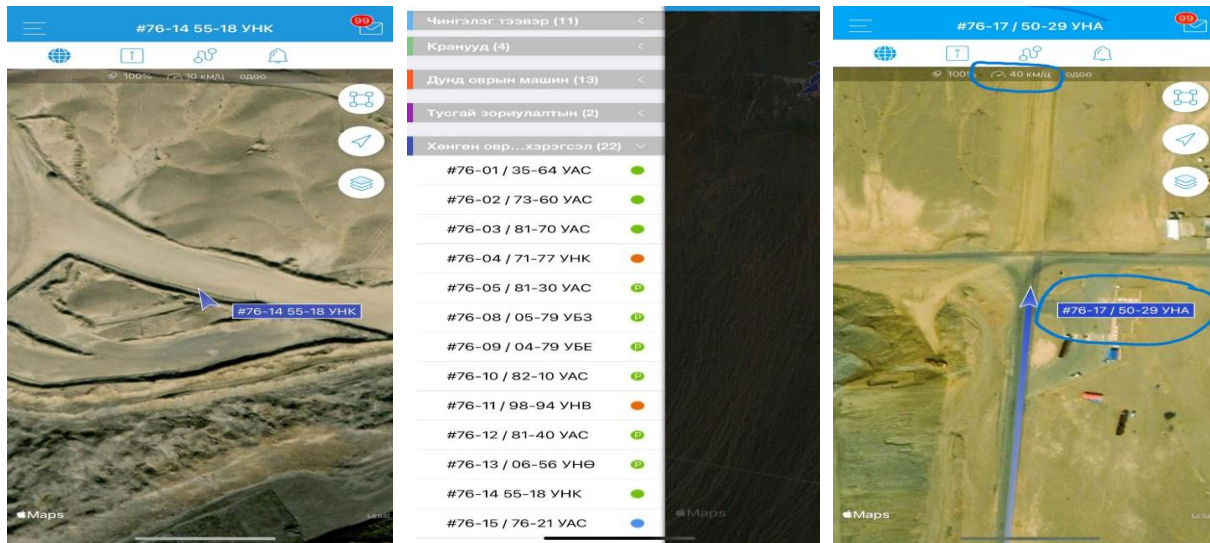 #76-14 55-18 УНК
99
100% 10 км/ц одоо
#76-14 55-18 УНК
Maps
Legal
Чингэлэг тээвэр (11)
Кранууд (4)
Дунд оврын машин (13)
Тусгай зориулалтын (2)
Хөнгөн овр...хэрэгсэл (22)
#76-01 / 35-64 УАС
#76-02 / 73-60 УАС
#76-03 / 81-70 УАС
#76-04 / 71-77 УНК
#76-05 / 81-30 УАС
#76-08 / 05-79 УБЗ
#76-09 / 04-79 УБЕ
#76-10 / 82-10 УАС
#76-11 / 98-94 УНВ
#76-12 / 81-40 УАС
#76-13 / 06-56 УНӨ
#76-14 55-18 УНК
#76-15 / 76-21 УАС
P
P
P
P
P
P
Maps
#76-17 / 50-29 УНА
99
100% 40 км/ц одоо
#76-17 / 50-29 УНА
Maps
Legal